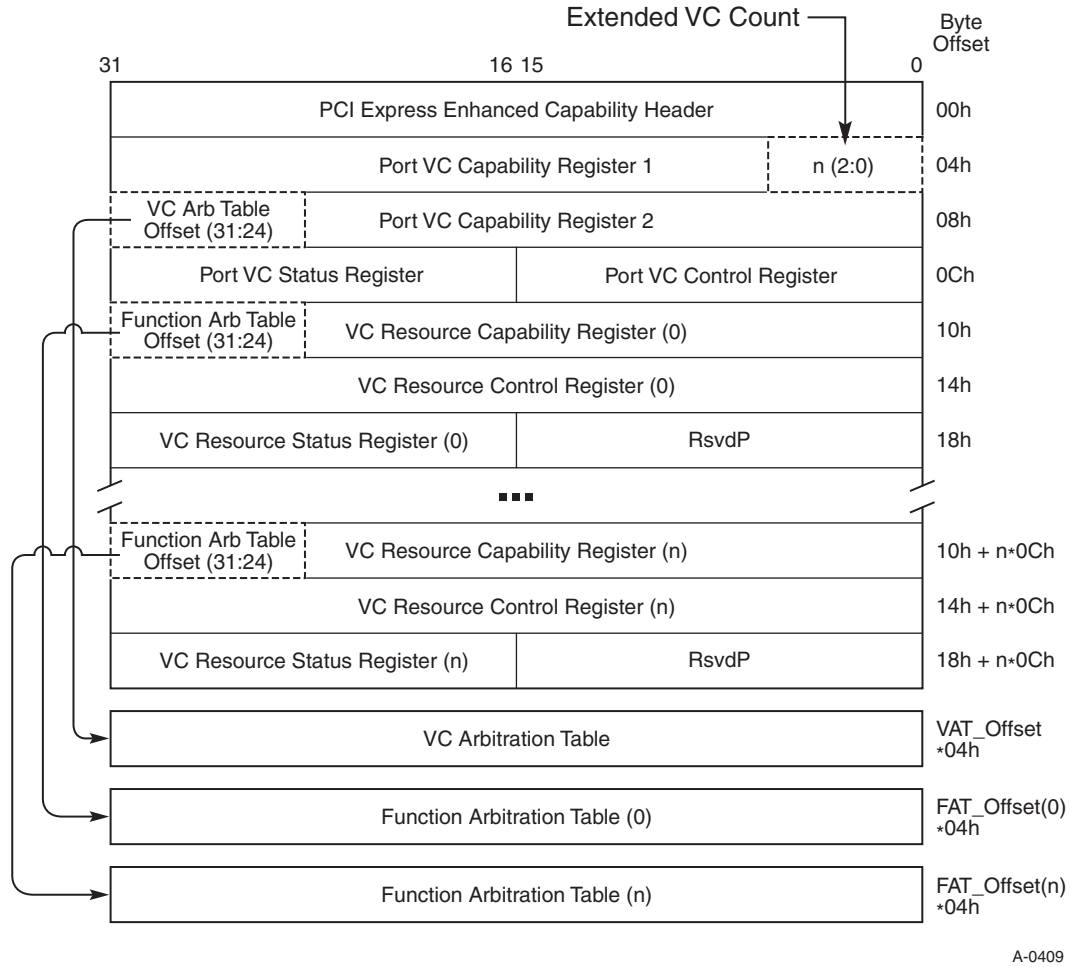 Extended VC Count
Byte
Offset
31 16 15 0
PCI Express Enhanced Capability Header 00h
Port VC Capability Register 1 n (2:0) 04h
VC Arb Table
Offset (31:24)
Port VC Capability Register 2 08h
Port VC Status Register Port VC Control Register 0Ch
Function Arb Table
Offset (31:24)
VC Resource Capability Register (0) 10h
VC Resource Control Register (0) 14h
VC Resource Status Register (0) RsvdP 18h
Function Arb Table
Offset (31:24)
VC Resource Capability Register (n) 10h + n*0Ch
VC Resource Control Register (n) 14h + n*0Ch
VC Resource Status Register (n) RsvdP 18h + n*0Ch
VC Arbitration Table
VAT_Offset
*04h
Function Arbitration Table (0)
FAT_Offset(0)
*04h
Function Arbitration Table (n)
FAT_Offset(n)
*04h
A-0409